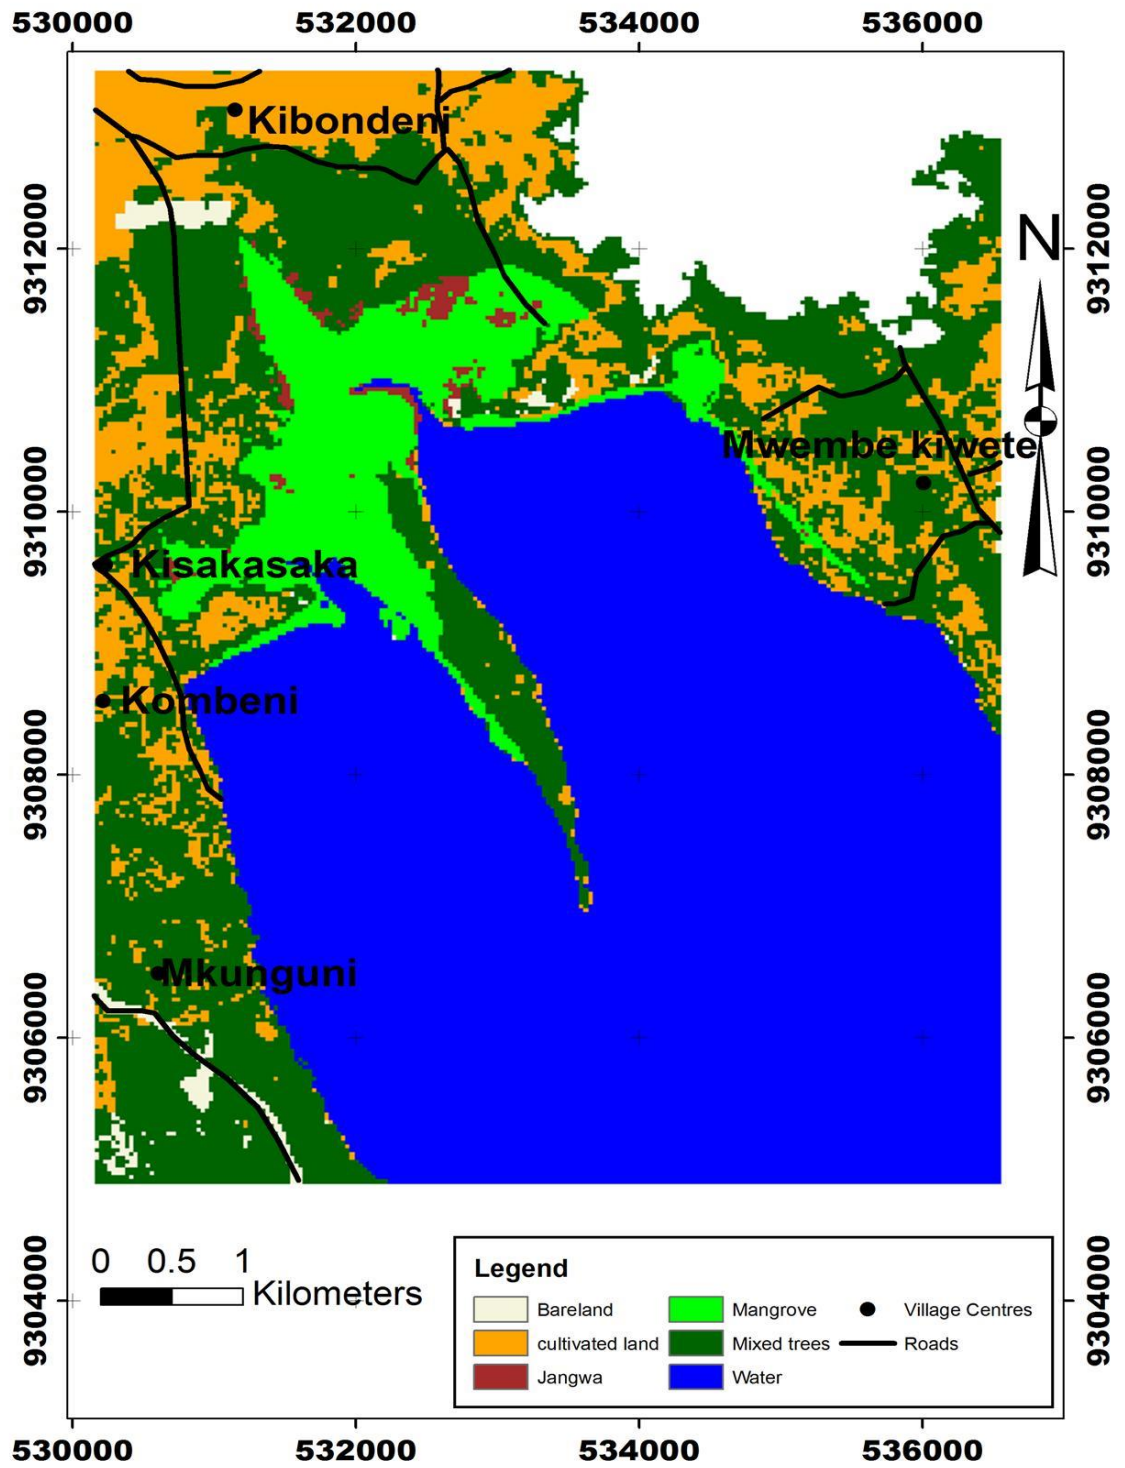 530000 532000 534000 536000
Kibondeni
9312000
9312000
N
Mwembe kiwete
9310000
9310000
Kisakasaka
Kombeni
9308000
9308000
Mkunguni
9306000
9306000
0 0.5 1
Kilometers
9304000
9304000
Legend
Bareland Mangrove Village Centres
cultivated land Mixed trees Roads
Jangwa Water
530000 532000 534000 536000